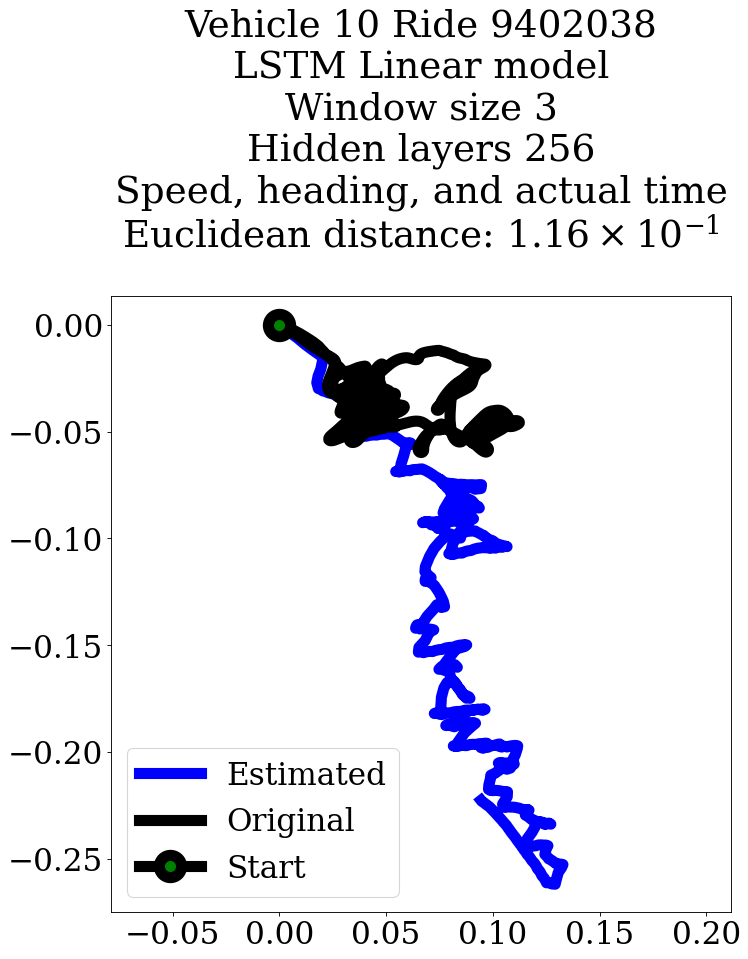 Vehicle 10 Ride 9402038
LSTM Linear model
Window size 3
Hidden layers 256
Speed, heading, and actual time
Euclidean distance: 1.16 × 10⁻¹
0.00
−0.05
−0.10
−0.15
−0.20
−0.25
Estimated
Original
Start
−0.05 0.00 0.05 0.10 0.15 0.20